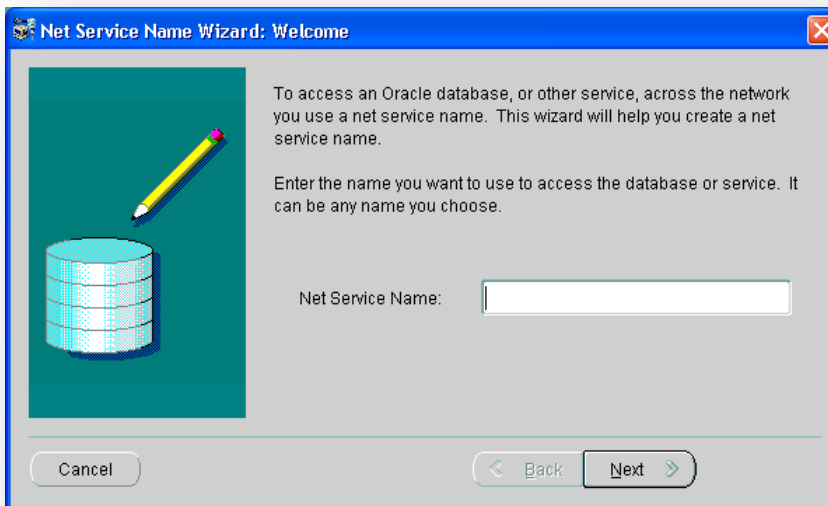 Net Service Name Wizard: Welcome
To access an Oracle database, or other service, across the network
you use a net service name. This wizard will help you create a net
service name.
Enter the name you want to use to access the database or service. It
can be any name you choose.
Net Service Name:
Cancel
Back
Next